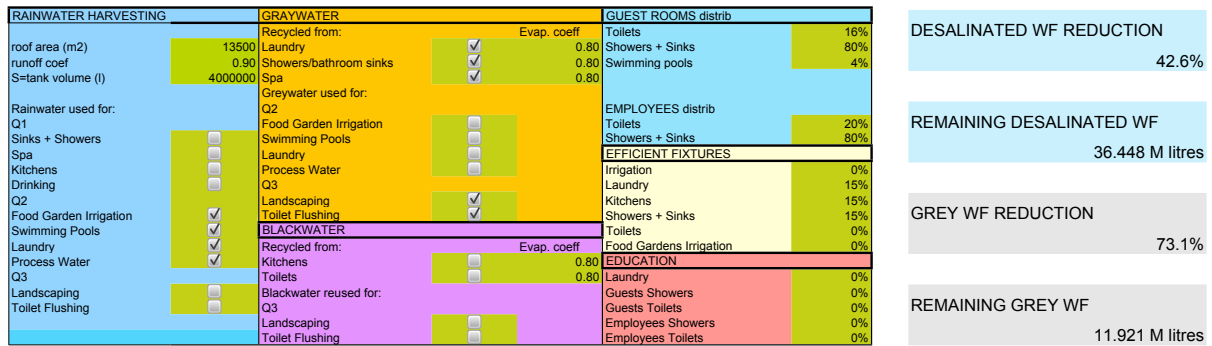 RAINWATER HARVESTING
roof area (m2) 13500
runoff coef 0.90
S=tank volume (l) 4000000
Rainwater used for:
Q1
Sinks + Showers
Spa
Kitchens
Drinking
Q2
Food Garden Irrigation
Swimming Pools
Laundry
Process Water
Q3
Landscaping
Toilet Flushing
GRAYWATER
Recycled from: Evap. coeff
Laundry 0.80
Showers/bathroom sinks 0.80
Spa 0.80
Greywater used for:
Q2
Food Garden Irrigation
Swimming Pools
Laundry
Process Water
Q3
Landscaping
Toilet Flushing
BLACKWATER
Recycled from: Evap. coeff
Kitchens 0.80
Toilets 0.80
Blackwater reused for:
Q3
Landscaping
Toilet Flushing
GUEST ROOMS distrib
Toilets 16%
Showers + Sinks 80%
Swimming pools 4%
EMPLOYEES distrib
Toilets 20%
Showers + Sinks 80%
EFFICIENT FIXTURES
Irrigation 0%
Laundry 15%
Kitchens 15%
Showers + Sinks 15%
Toilets 0%
Food Gardens Irrigation 0%
EDUCATION
Laundry 0%
Guests Showers 0%
Guests Toilets 0%
Employees Showers 0%
Employees Toilets 0%
DESALINATED WF REDUCTION
42.6%
REMAINING DESALINATED WF
36.448 M litres
GREY WF REDUCTION
73.1%
REMAINING GREY WF
11.921 M litres